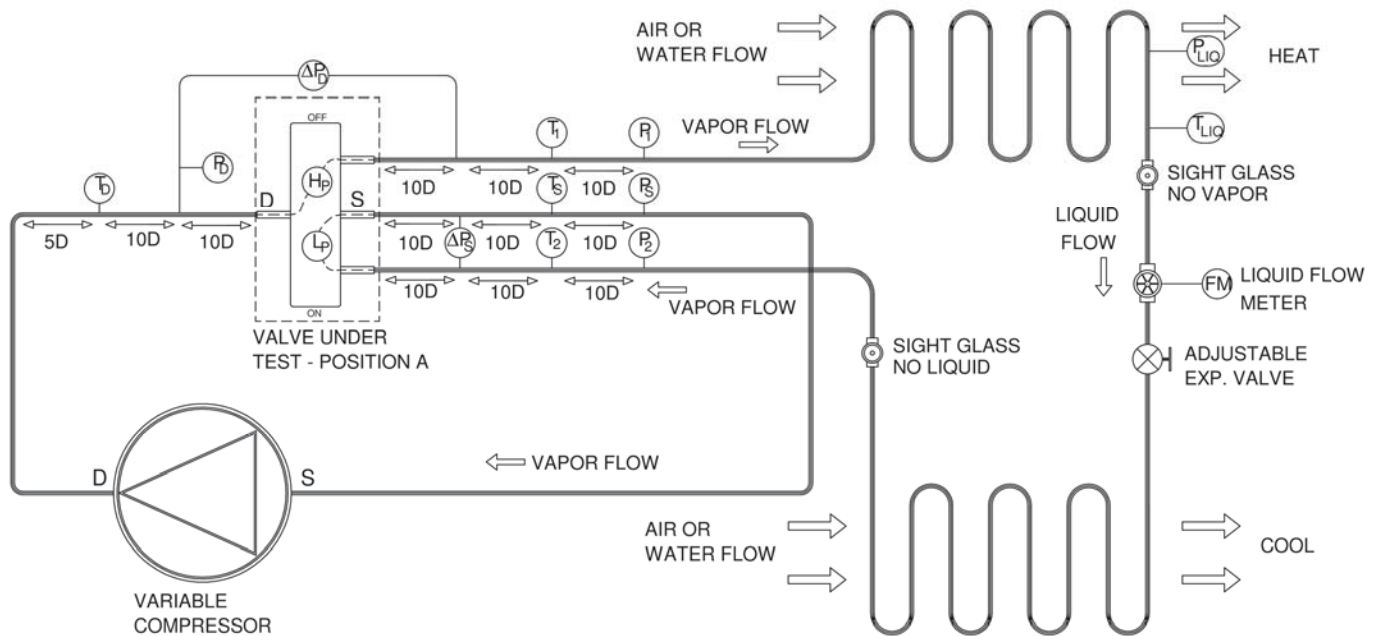 AIR OR
WATER FLOW
HEAT
PLIQ
TLIQ
ΔPD
OFF
VAPOR FLOW
T1
P1
PD
HP
10D
10D
10D
TS
PS
TD
D
S
5D
10D
10D
LP
10D
ΔPS
10D
T2
10D
P2
10D
10D
10D
ON
VAPOR FLOW
VALVE UNDER
TEST - POSITION A
SIGHT GLASS
NO VAPOR
LIQUID
FLOW
FM
LIQUID FLOW
METER
SIGHT GLASS
NO LIQUID
ADJUSTABLE
EXP. VALVE
D
S
VAPOR FLOW
AIR OR
WATER FLOW
COOL
VARIABLE
COMPRESSOR